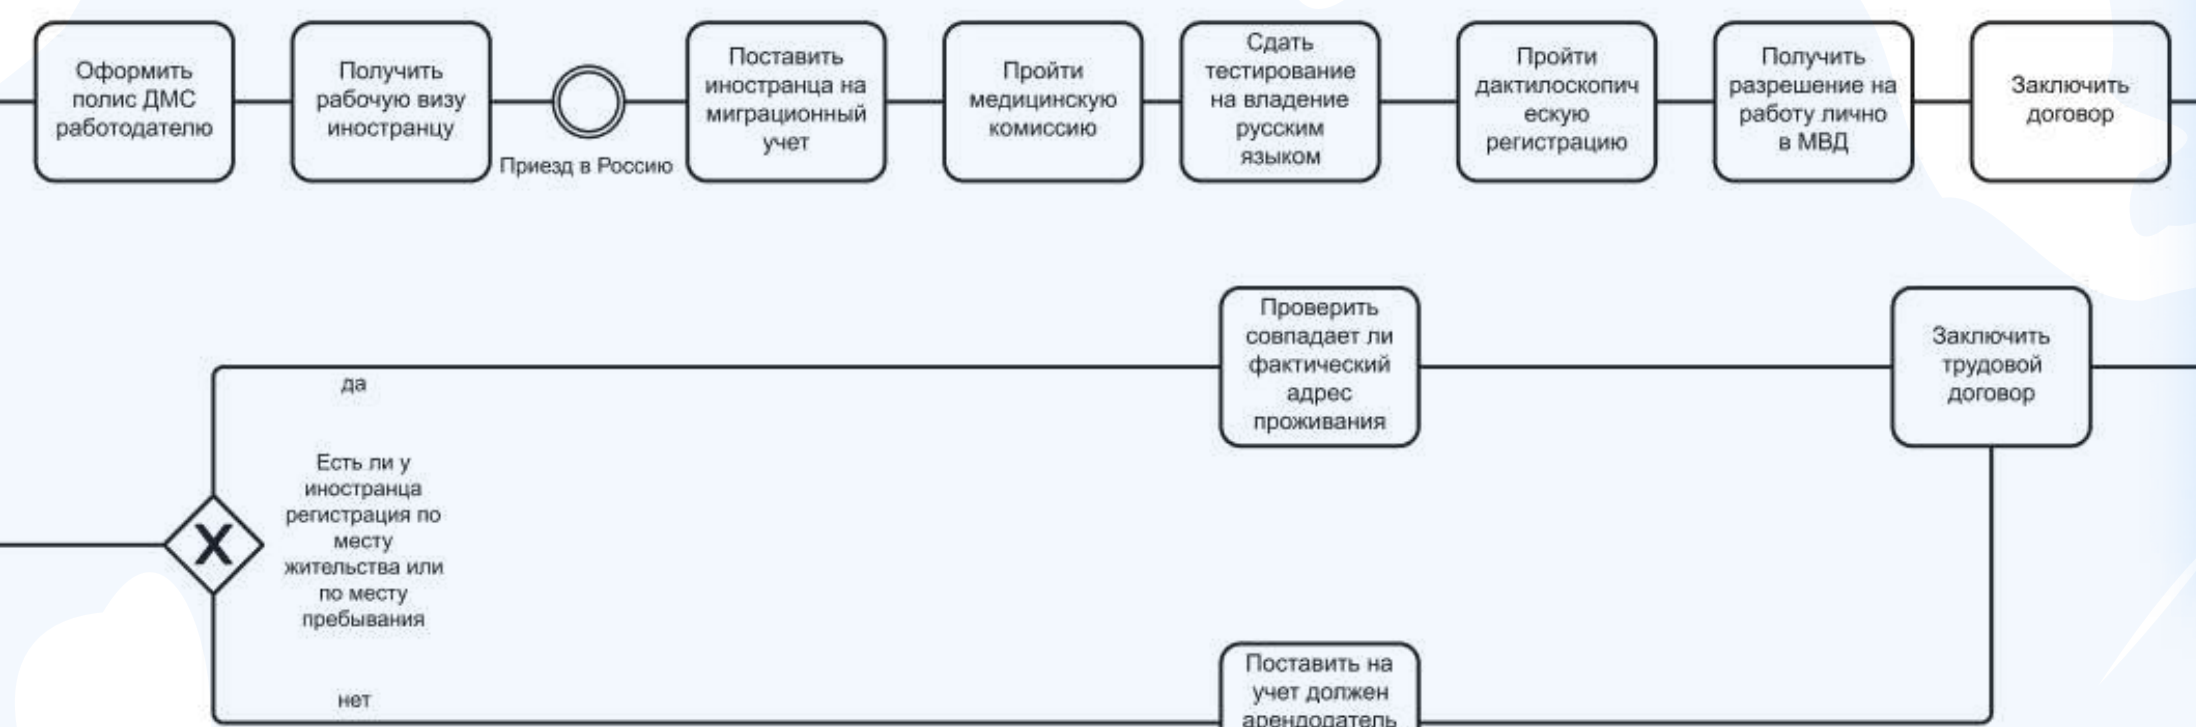 Оформить
полис ДМС
работодателю
Получить
рабочую визу
иностранцу
Приезд в Россию
Поставить
иностранца на
миграционный
учет
Пройти
медицинскую
комиссию
Сдать
тестирование
на владение
русским
языком
Пройти
дактилоскопич
ескую
регистрацию
Получить
разрешение на
работу лично
в МВД
Заключить
договор
да
Есть ли у
иностранца
регистрация по
месту
жительства или
по месту
пребывания
X
нет
Проверить
совпадает ли
фактический
адрес
проживания
Заключить
трудовой
договор
Поставить на
учет должен
арендодатель